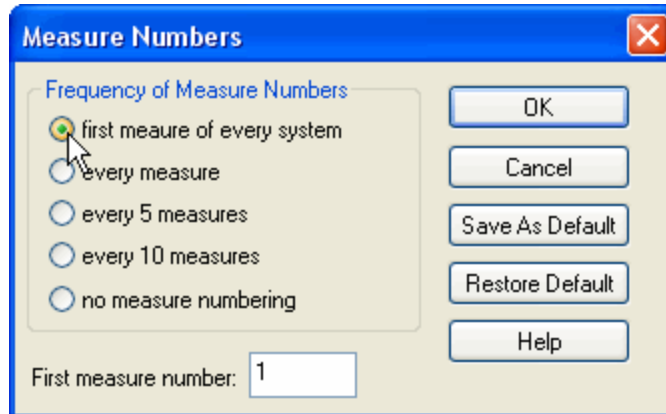 Measure Numbers
Frequency of Measure Numbers
first meaure of every system
every measure
every 5 measures
every 10 measures
no measure numbering
First measure number: 1
OK
Cancel
Save As Default
Restore Default
Help